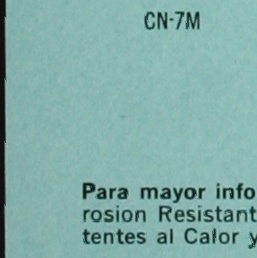 CN-7M
Para mayor info
rosion Resistant
tentes al Calor y